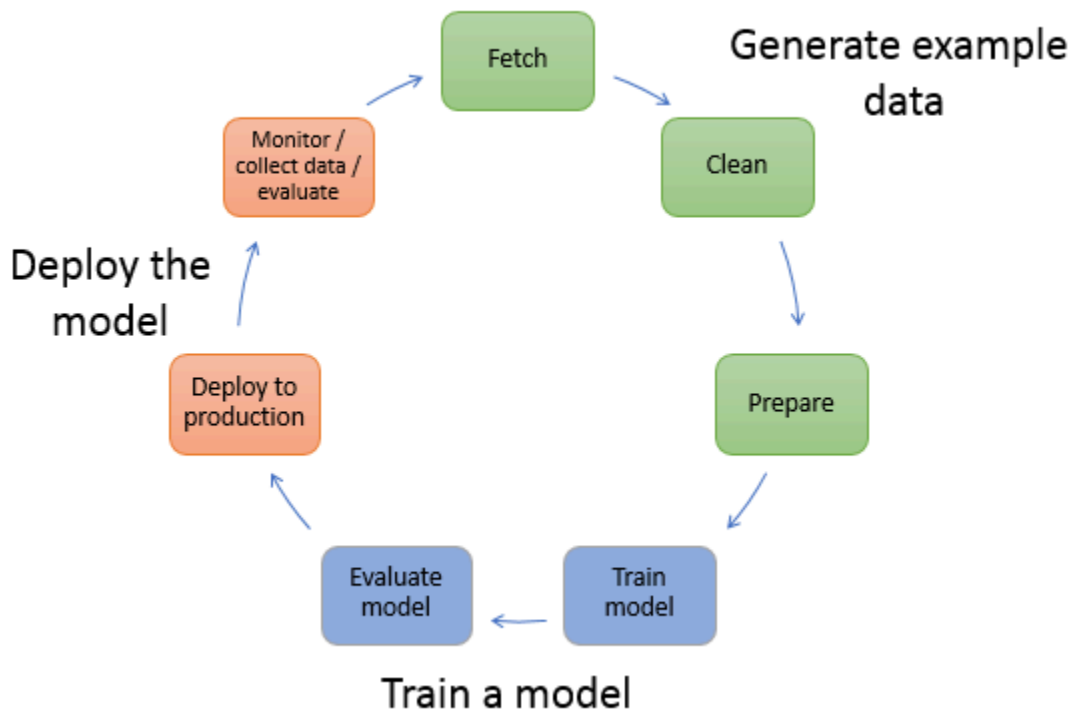 Fetch
Generate example
data
Clean
Prepare
Train
model
Train a model
Evaluate
model
Deploy to
production
Deploy the
model
Monitor /
collect data /
evaluate